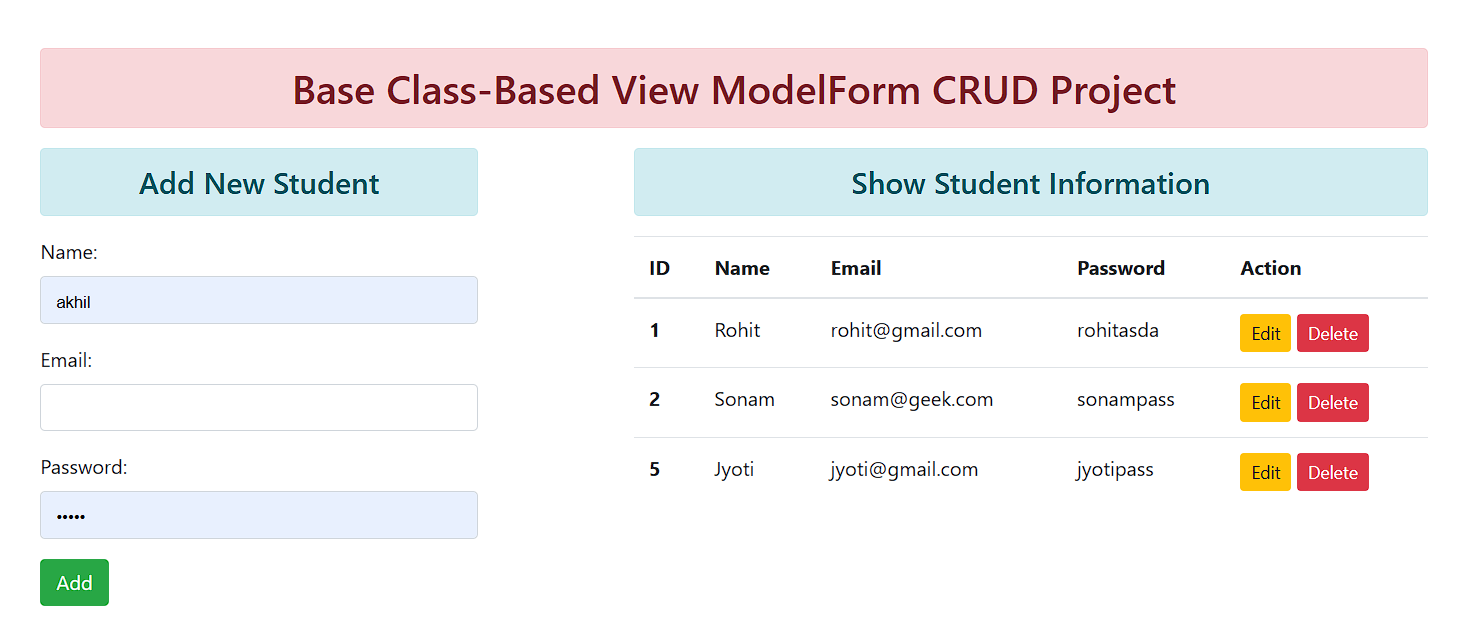 Base Class-Based View ModelForm CRUD Project
Add New Student
Name:
akhil
Email:
Password:
•••••
Add
Show Student Information
ID Name Email Password Action
1 Rohit rohit@gmail.com rohitasda Edit Delete
2 Sonam sonam@geek.com sonampass Edit Delete
5 Jyoti jyoti@gmail.com jyotipass Edit Delete